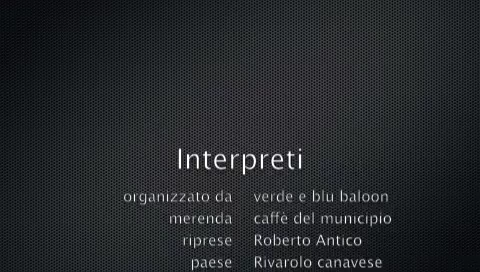 Interpreti
organizzato da verde e blu baloon
merenda caffè del municipio
riprese Roberto Antico
paese Rivarolo canavese